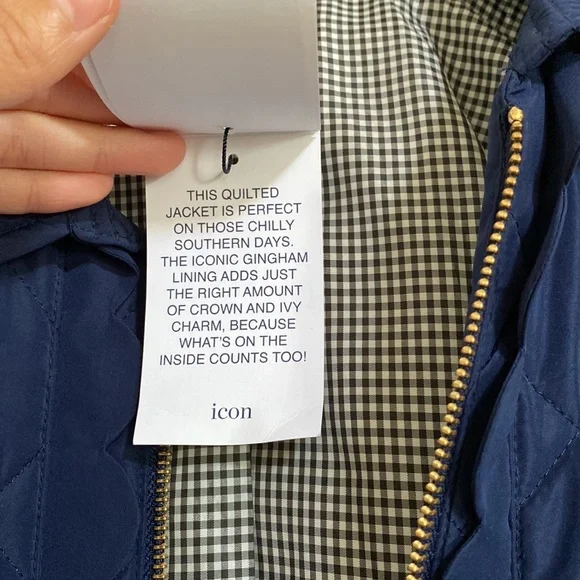 THIS QUILTED
JACKET IS PERFECT
ON THOSE CHILLY
SOUTHERN DAYS.
THE ICONIC GINGHAM
LINING ADDS JUST
THE RIGHT AMOUNT
OF CROWN AND IVY
CHARM, BECAUSE
WHAT'S ON THE
INSIDE COUNTS TOO!
icon